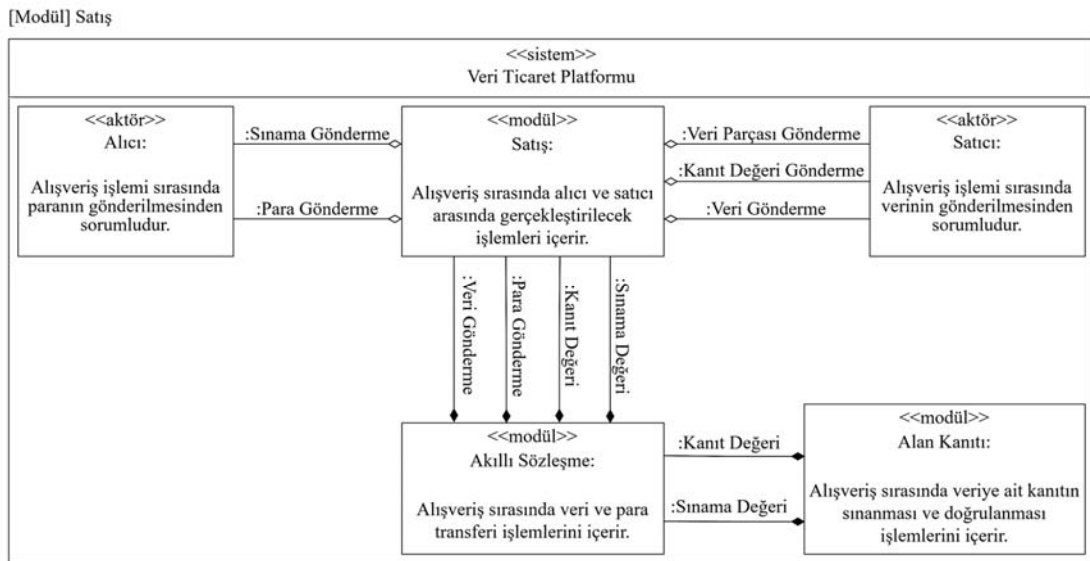 [Modül] Satış
<<sistem>>
Veri Ticaret Platformu
<<aktör>>
Alıcı:
Alışveriş işlemi sırasında
paranın gönderilmesinden
sorumludur.
:Sınama Gönderme
:Para Gönderme
<<modül>>
Satış:
Alışveriş sırasında alıcı ve satıcı
arasında gerçekleştirilecek
işlemleri içerir.
:Veri Parçası Gönderme
:Kanıt Değeri Gönderme
:Veri Gönderme
<<aktör>>
Satıcı:
Alışveriş işlemi sırasında
verinin gönderilmesinden
sorumludur.
:Veri Gönderme
:Para Gönderme
:Kanıt Değeri
:Sınama Değeri
<<modül>>
Akıllı Sözleşme:
Alışveriş sırasında veri ve para
transferi işlemlerini içerir.
:Kanıt Değeri
:Sınama Değeri
<<modül>>
Alan Kanıtı:
Alışveriş sırasında veriye ait kanıtın
sınanması ve doğrulanması
işlemlerini içerir.